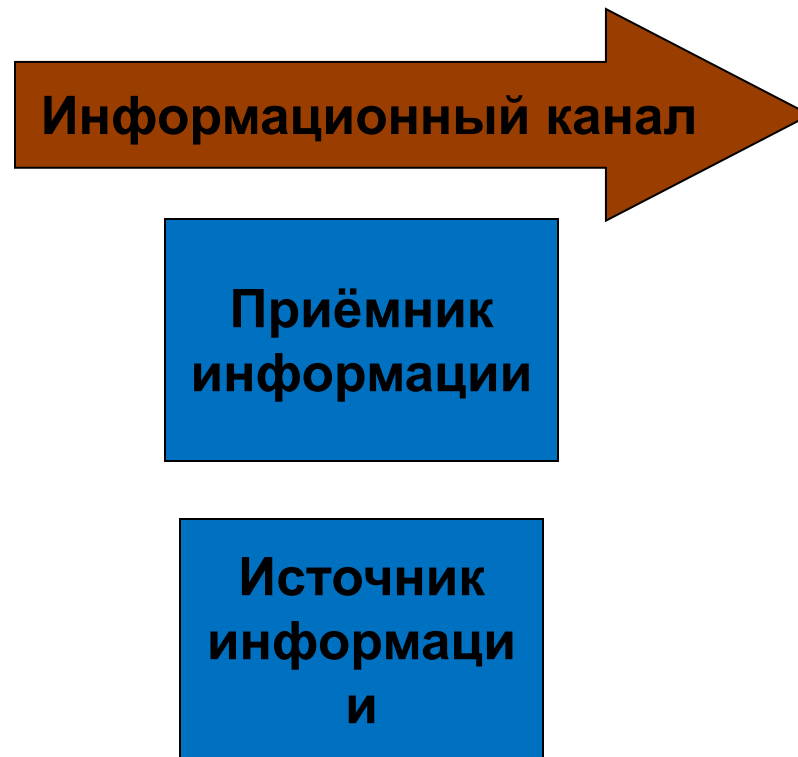 Информационный канал
Приёмник
информации
Источник
информаци
и